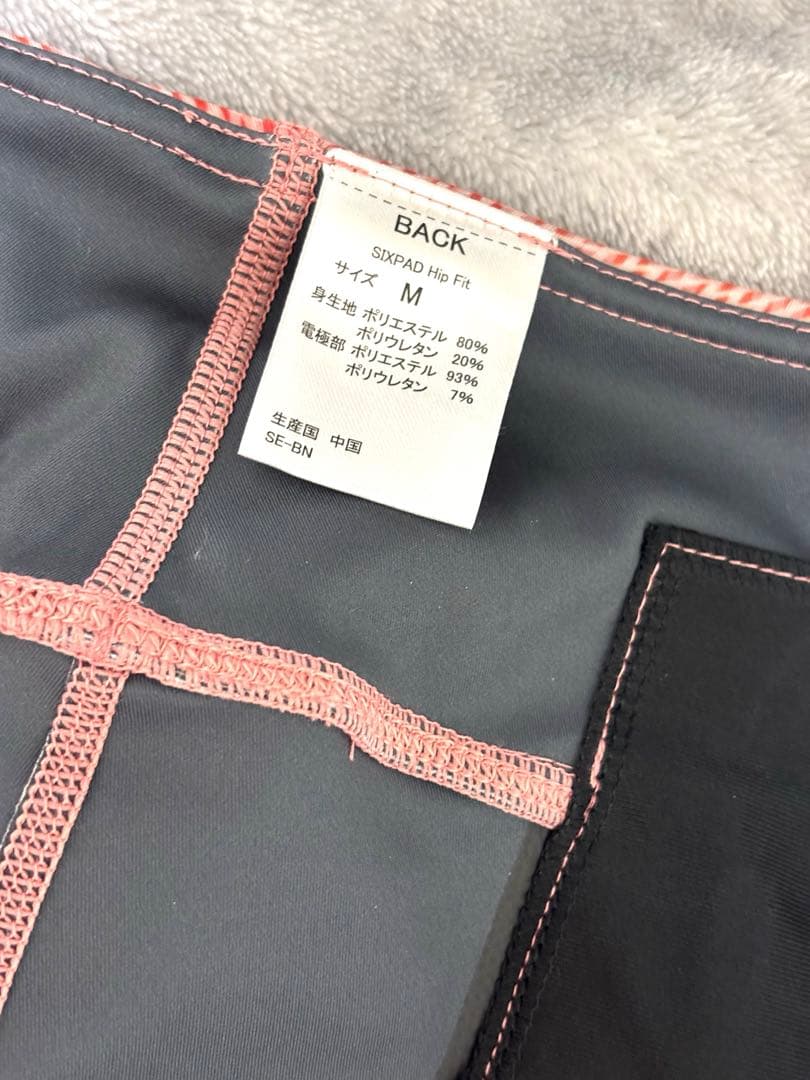 BACK
SIXPAD Hip Fit
サイズ M
身生地 ポリエステル 80%
ポリウレタン 20%
電極部 ポリエステル 93%
ポリウレタン 7%
生産国 中国
SE-BN